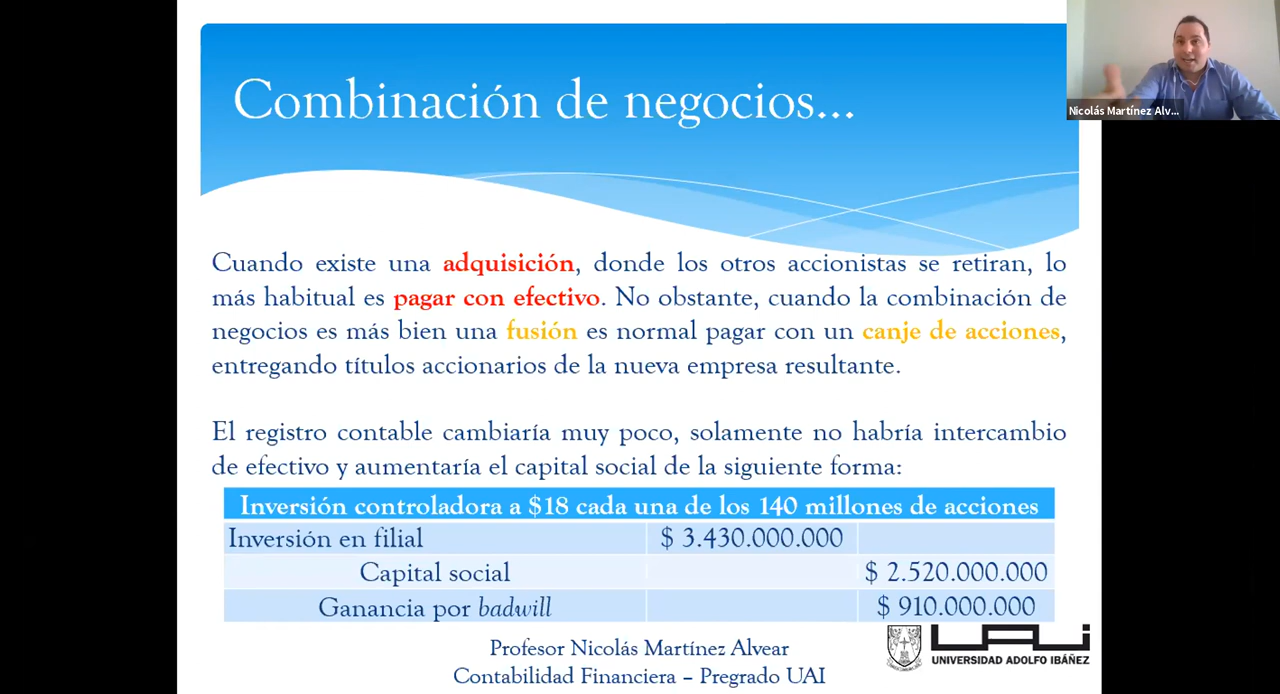 Combinación de negocios...
Nicolás Martínez Alv...
Cuando existe una adquisición, donde los otros accionistas se retiran, lo
más habitual es pagar con efectivo. No obstante, cuando la combinación de
negocios es más bien una fusión es normal pagar con un canje de acciones,
entregando títulos accionarios de la nueva empresa resultante.
El registro contable cambiaría muy poco, solamente no habría intercambio
de efectivo y aumentaría el capital social de la siguiente forma:
Inversión controladora a $18 cada una de los 140 millones de acciones
Inversión en filial $ 3.430.000.000
Capital social $ 2.520.000.000
Ganancia por badwill $ 910.000.000
Profesor Nicolás Martínez Alvear
Contabilidad Financiera – Pregrado UAI
UAI
UNIVERSIDAD ADOLFO IBÁÑEZ